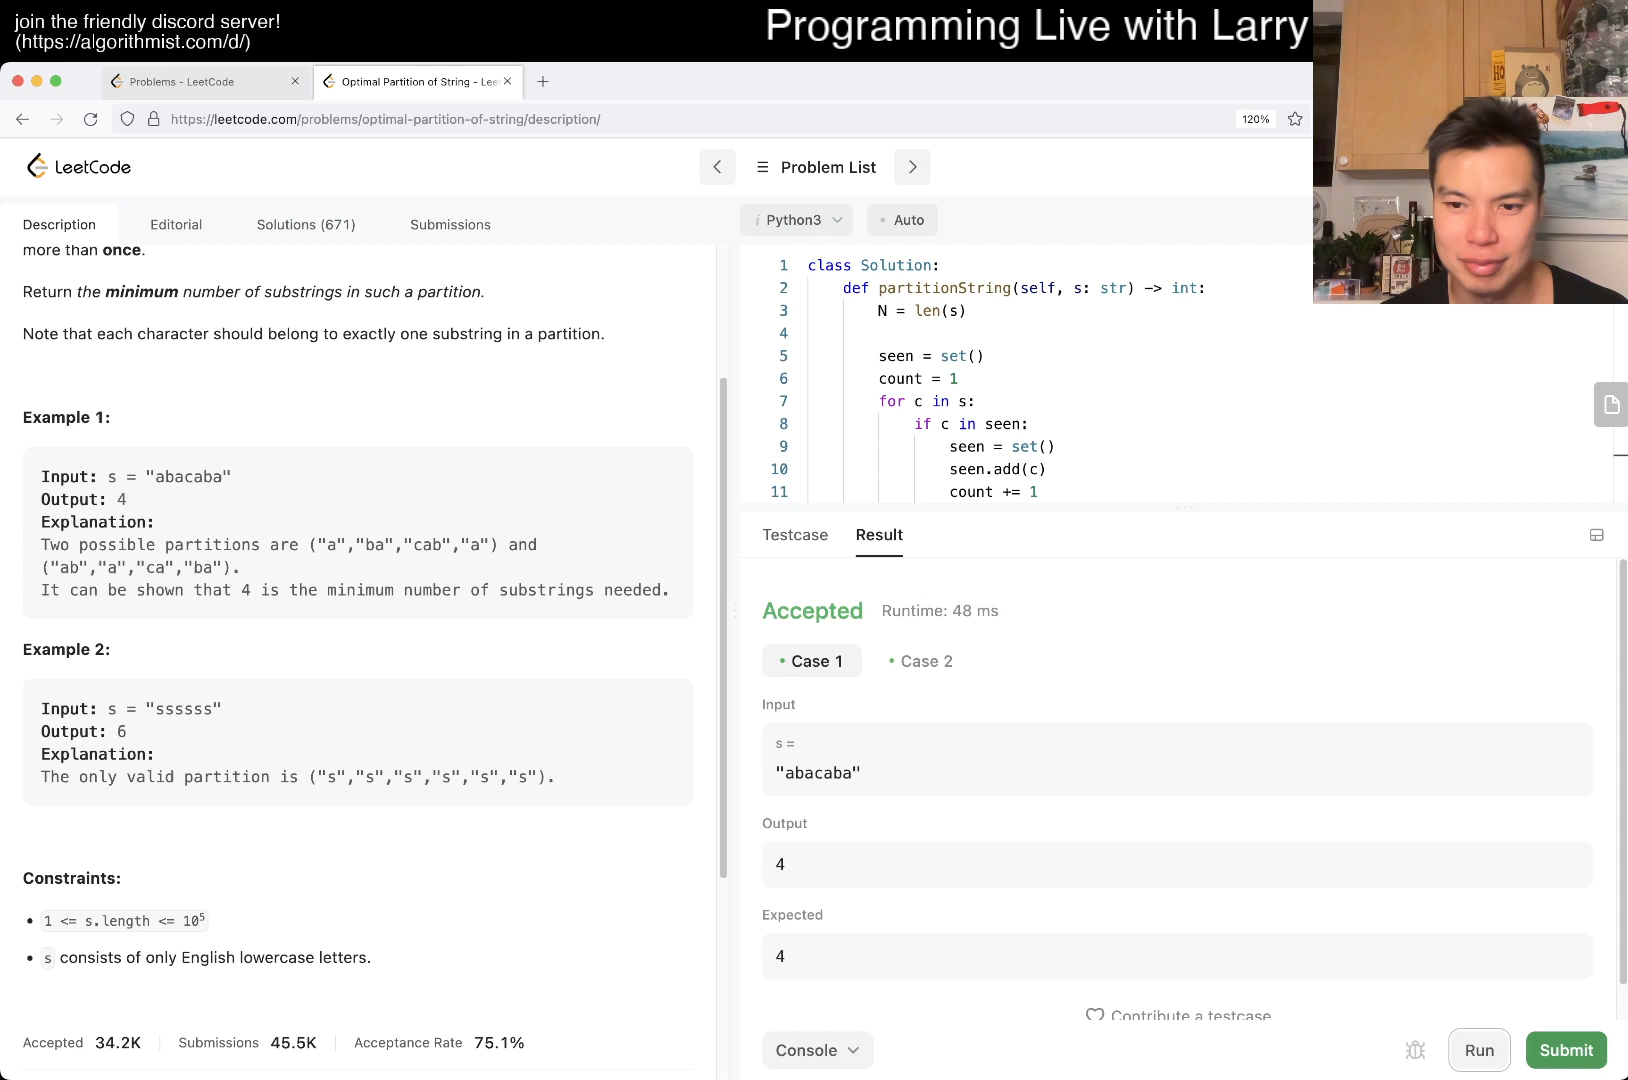 join the friendly discord server!
(https://algorithmist.com/d/)
Programming Live with Larry
Problems - LeetCode
Optimal Partition of String - Lee
https://leetcode.com/problems/optimal-partition-of-string/description/
120%
LeetCode
Problem List
Description
Editorial
Solutions (671)
Submissions
more than once.
Return the minimum number of substrings in such a partition.
Note that each character should belong to exactly one substring in a partition.
Example 1:
Input: s = "abacaba"
Output: 4
Explanation:
Two possible partitions are ("a","ba","cab","a") and
("ab","a","ca","ba").
It can be shown that 4 is the minimum number of substrings needed.
Example 2:
Input: s = "ssssss"
Output: 6
Explanation:
The only valid partition is ("s","s","s","s","s","s").
Constraints:
• 1 <= s.length <= 10⁵
• s consists of only English lowercase letters.
Accepted 34.2K
Submissions 45.5K
Acceptance Rate 75.1%
i Python3
• Auto
1 class Solution:
2 def partitionString(self, s: str) -> int:
3 N = len(s)
4
5 seen = set()
6 count = 1
7 for c in s:
8 if c in seen:
9 seen = set()
10 seen.add(c)
11 count += 1
Testcase
Result
Accepted Runtime: 48 ms
• Case 1
• Case 2
Input
s =
"abacaba"
Output
4
Expected
4
Contribute a testcase
Console
Run
Submit